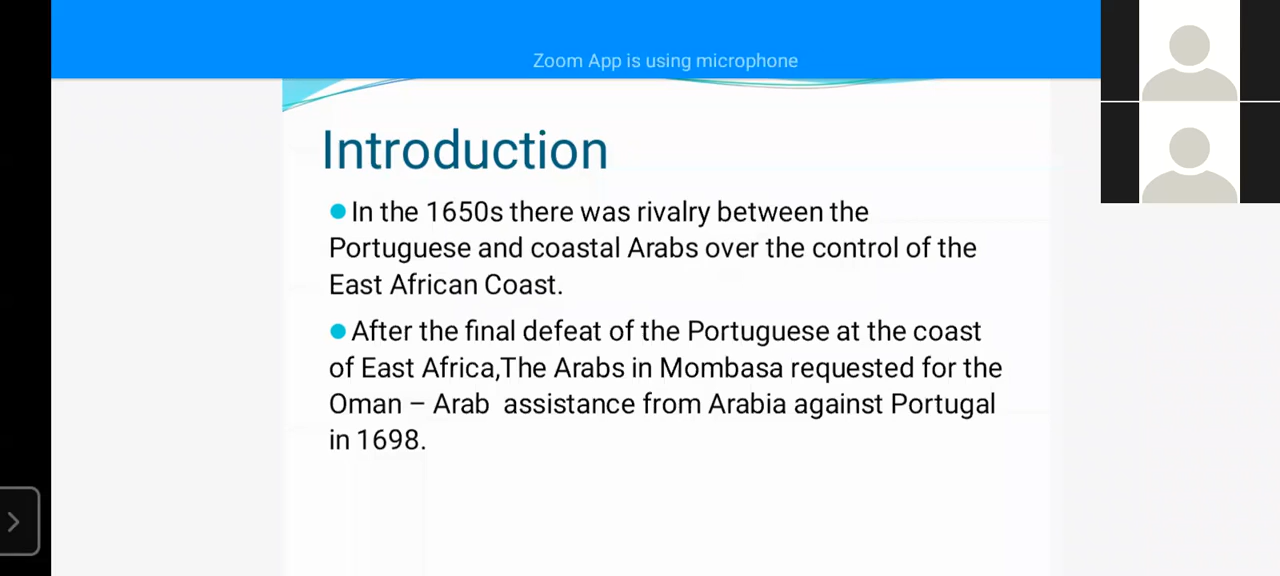 Zoom App is using microphone
Introduction
In the 1650s there was rivalry between the
Portuguese and coastal Arabs over the control of the
East African Coast.
After the final defeat of the Portuguese at the coast
of East Africa,The Arabs in Mombasa requested for the
Oman – Arab  assistance from Arabia against Portugal
in 1698.